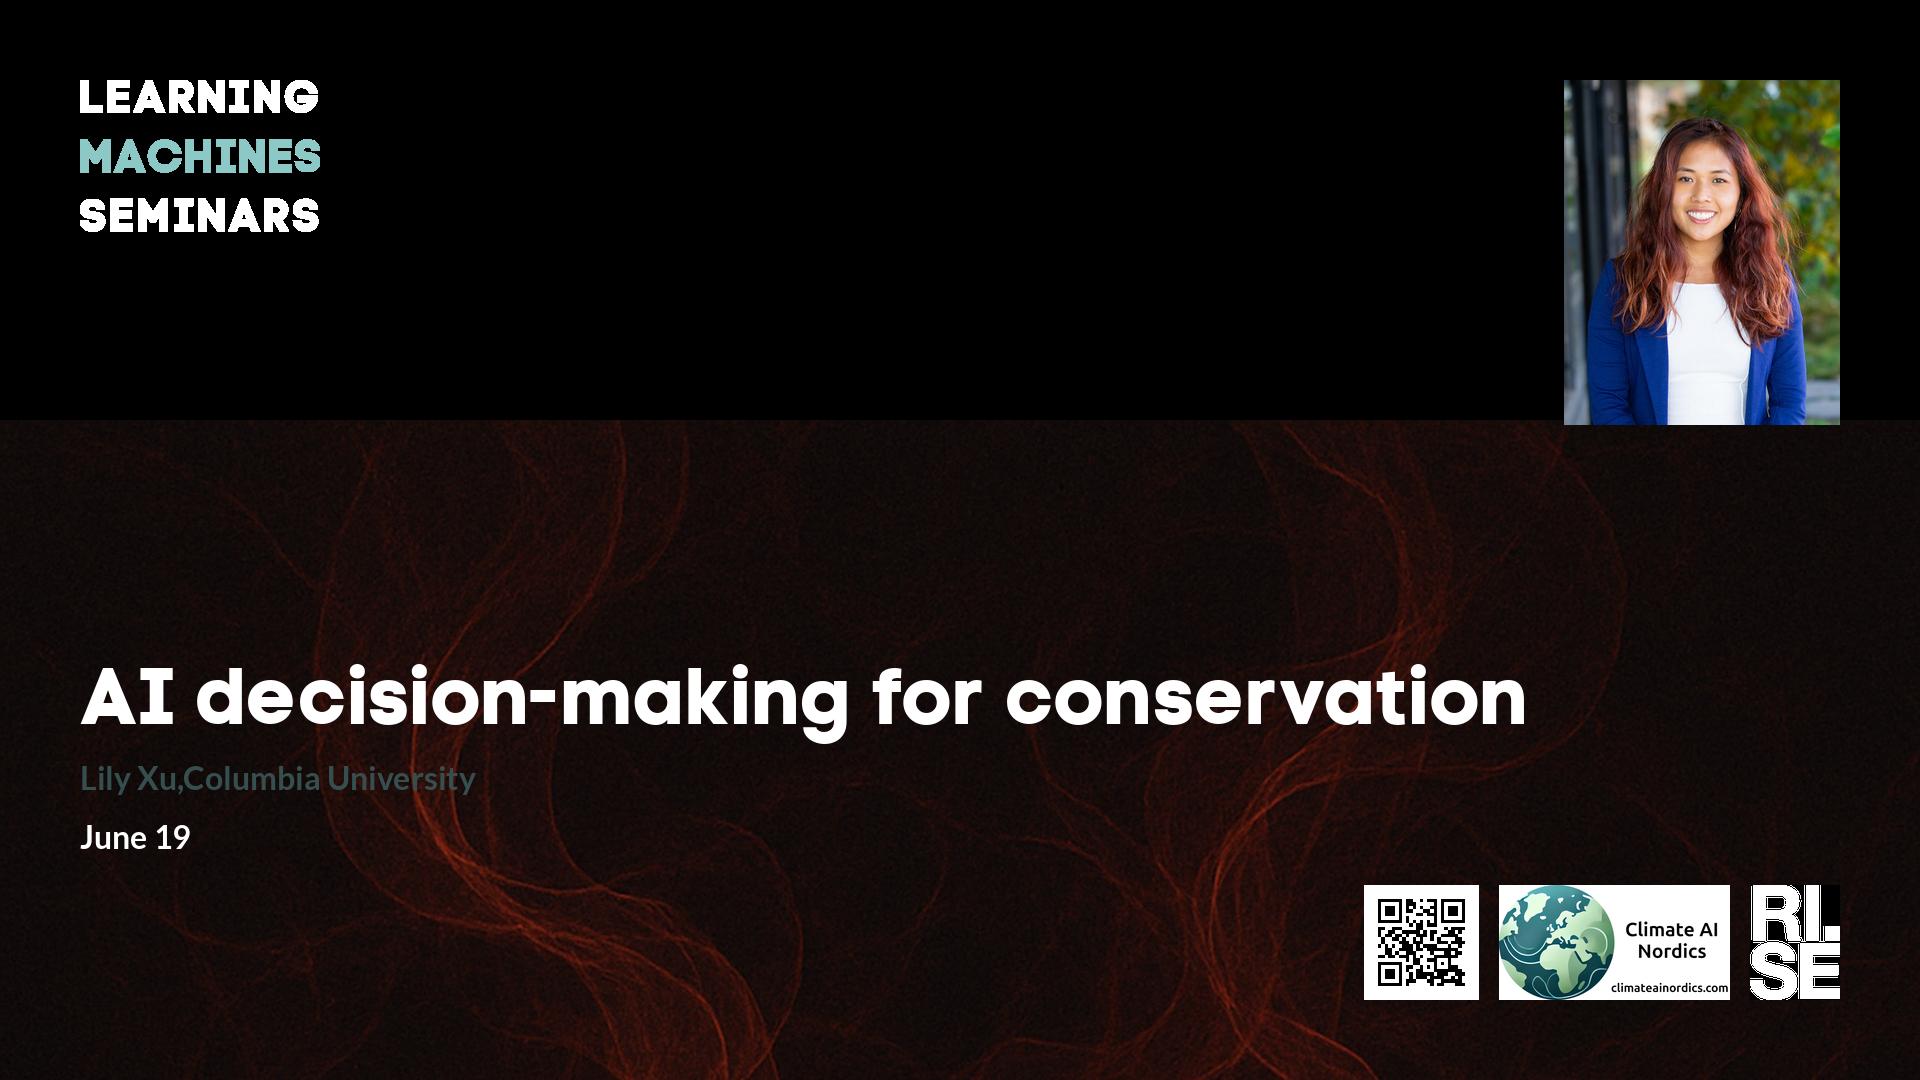 LEARNING
MACHINES
SEMINARS
AI decision-making for conservation
Lily Xu,Columbia University
June 19
Climate AI
Nordics
climateainordics.com
RI.
SE